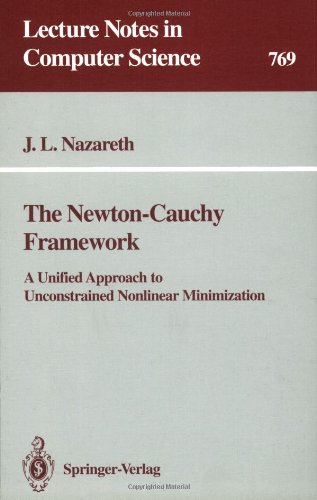 Lecture Notes in
Computer Science
769
J. L. Nazareth
The Newton-Cauchy
Framework
A Unified Approach to
Unconstrained Nonlinear Minimization
Springer-Verlag